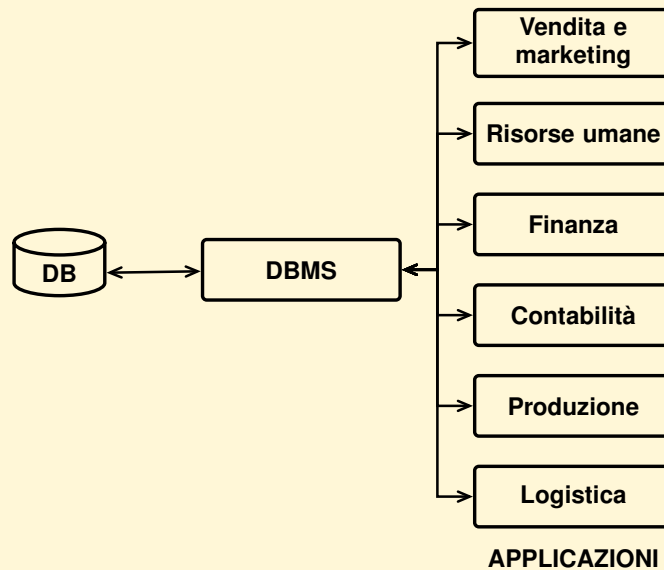 Vendita e
marketing
Risorse umane
Finanza
DB
DBMS
Contabilità
Produzione
Logistica
APPLICAZIONI